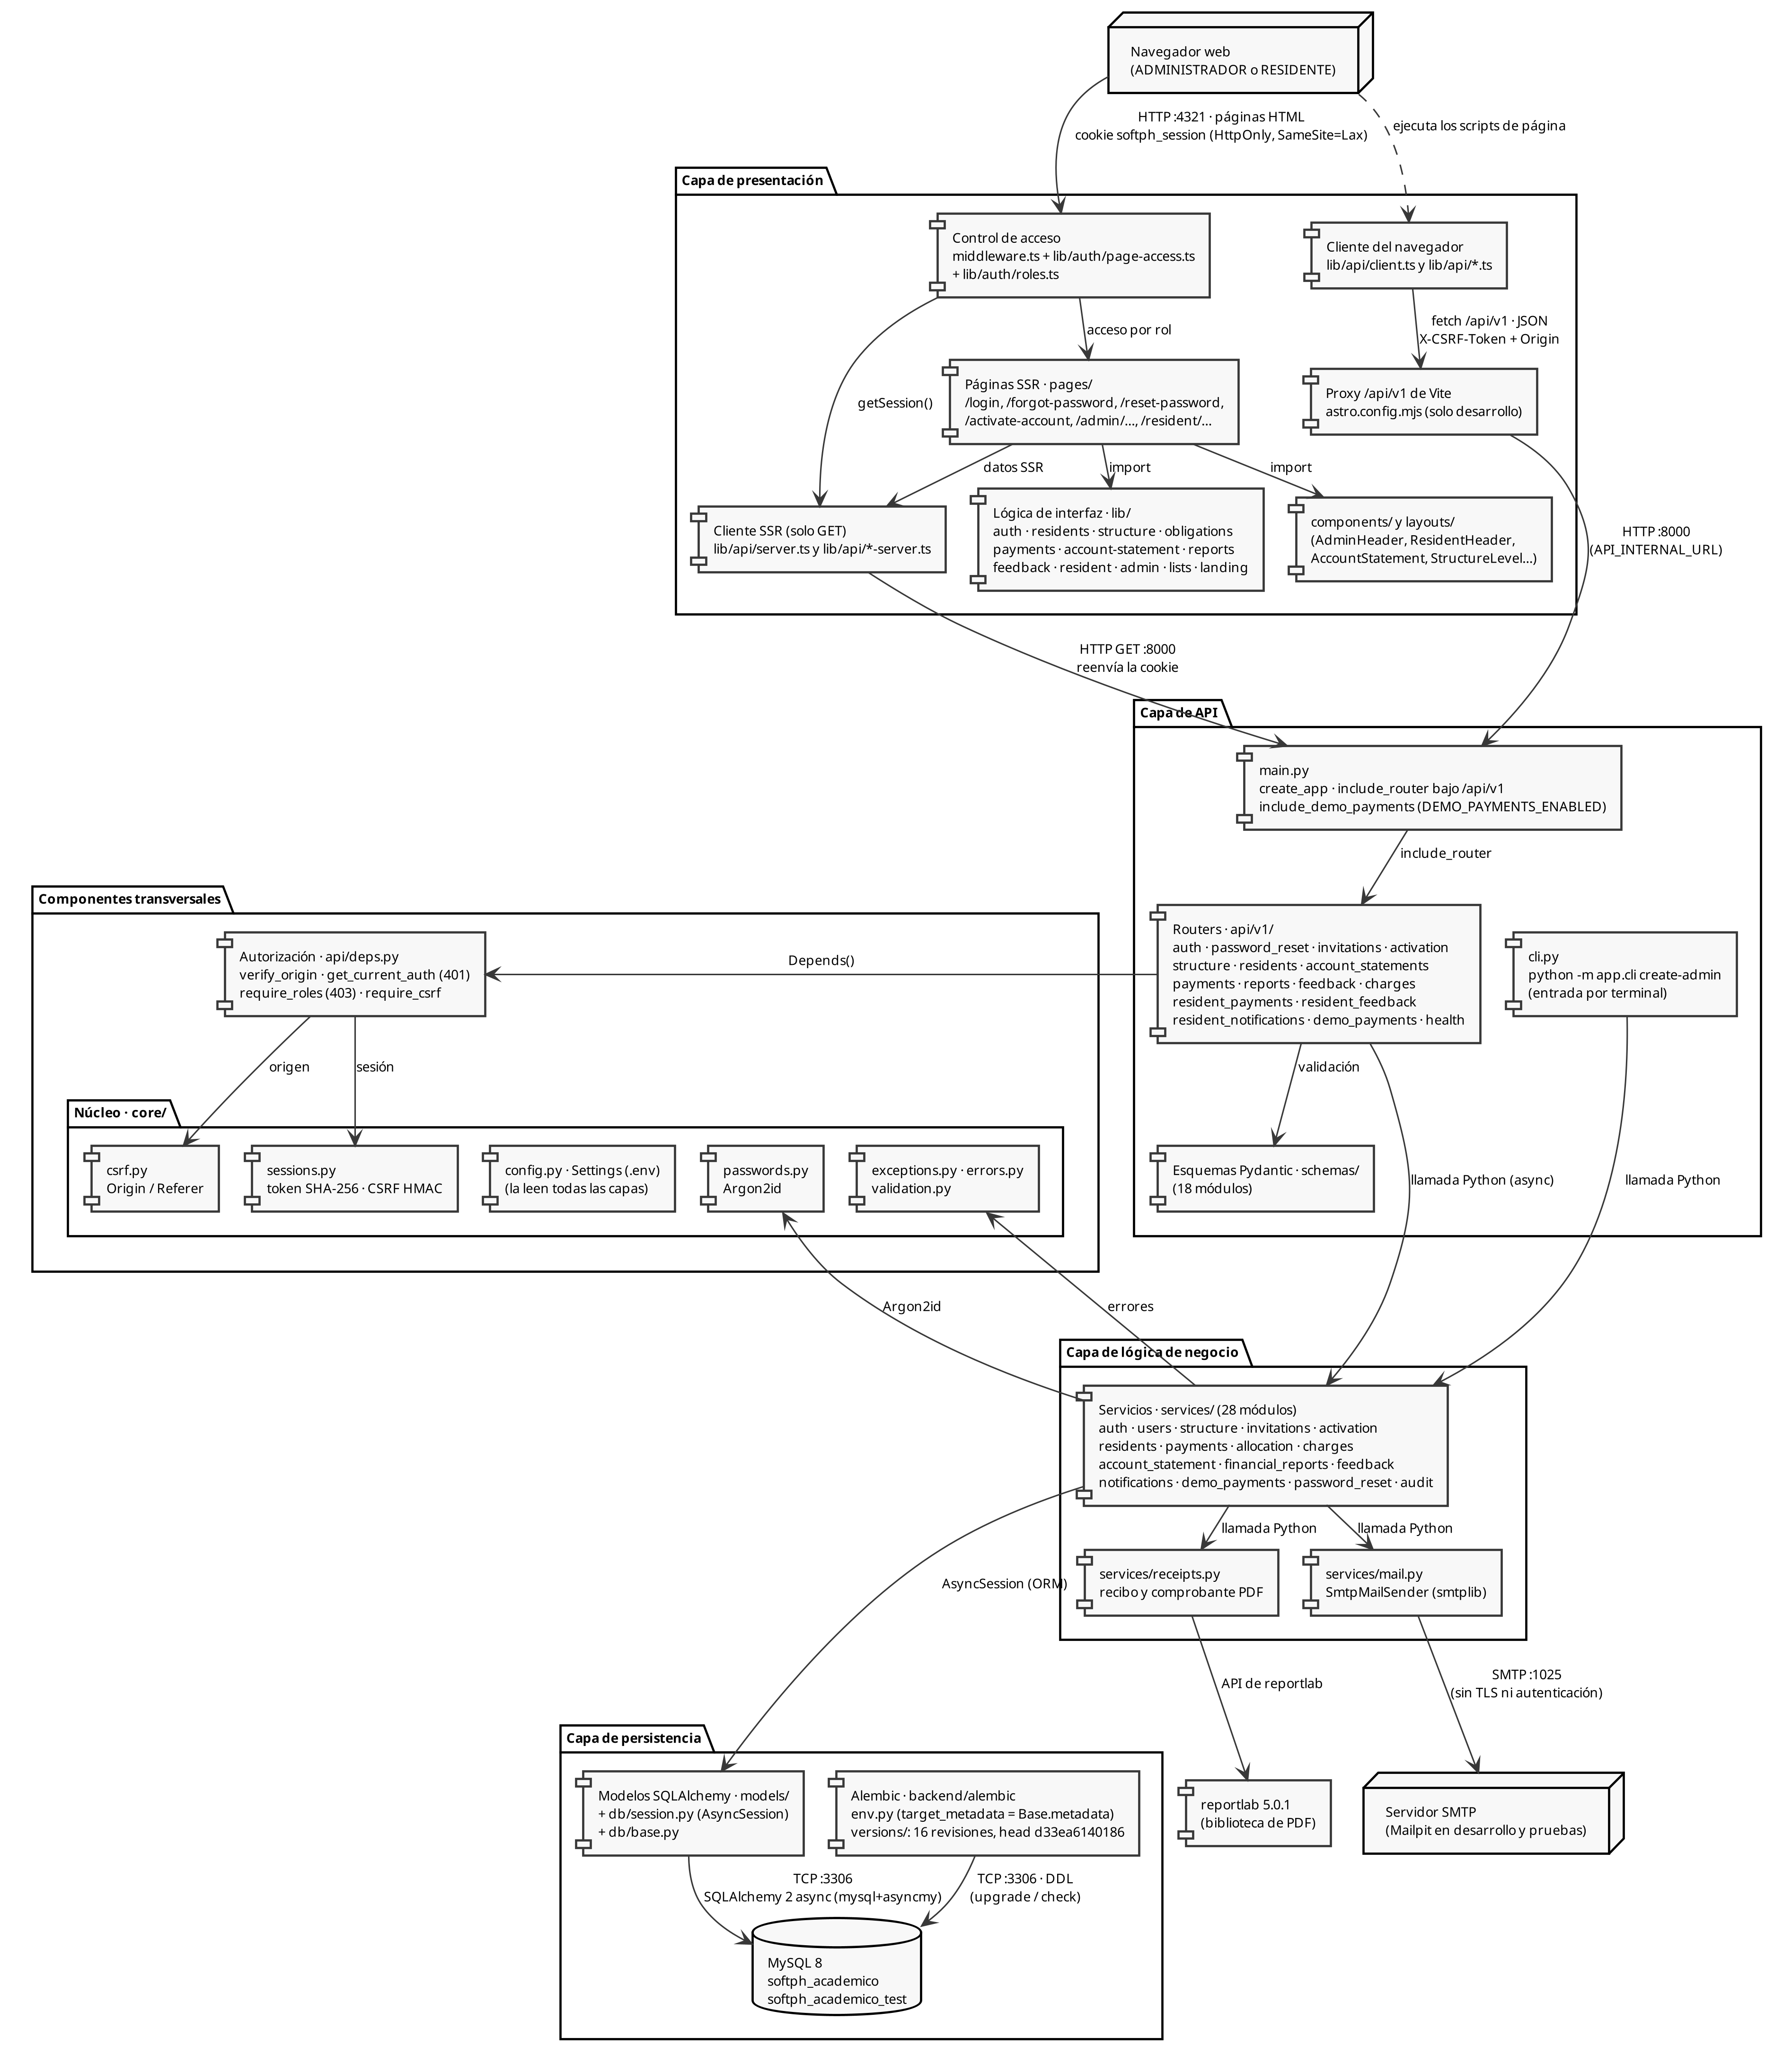 Navegador web
(ADMINISTRADOR o RESIDENTE)
HTTP :4321 · páginas HTML
cookie softph_session (HttpOnly, SameSite=Lax)
ejecuta los scripts de página
Capa de presentación
Control de acceso
middleware.ts + lib/auth/page-access.ts
+ lib/auth/roles.ts
Cliente del navegador
lib/api/client.ts y lib/api/*.ts
acceso por rol
fetch /api/v1 · JSON
X-CSRF-Token + Origin
getSession()
Páginas SSR · pages/
/login, /forgot-password, /reset-password,
/activate-account, /admin/..., /resident/...
Proxy /api/v1 de Vite
astro.config.mjs (solo desarrollo)
datos SSR
import
import
Cliente SSR (solo GET)
lib/api/server.ts y lib/api/*-server.ts
Lógica de interfaz · lib/
auth · residents · structure · obligations
payments · account-statement · reports
feedback · resident · admin · lists · landing
components/ y layouts/
(AdminHeader, ResidentHeader,
AccountStatement, StructureLevel...)
HTTP :8000
(API_INTERNAL_URL)
HTTP GET :8000
reenvía la cookie
Capa de API
main.py
create_app · include_router bajo /api/v1
include_demo_payments (DEMO_PAYMENTS_ENABLED)
include_router
Componentes transversales
Autorización · api/deps.py
verify_origin · get_current_auth (401)
require_roles (403) · require_csrf
Depends()
Routers · api/v1/
auth · password_reset · invitations · activation
structure · residents · account_statements
payments · reports · feedback · charges
resident_payments · resident_feedback
resident_notifications · demo_payments · health
cli.py
python -m app.cli create-admin
(entrada por terminal)
origen
sesión
validación
Núcleo · core/
csrf.py
Origin / Referer
sessions.py
token SHA-256 · CSRF HMAC
config.py · Settings (.env)
(la leen todas las capas)
passwords.py
Argon2id
exceptions.py · errors.py
validation.py
Esquemas Pydantic · schemas/
(18 módulos)
llamada Python (async)
llamada Python
Argon2id
errores
Capa de lógica de negocio
Servicios · services/ (28 módulos)
auth · users · structure · invitations · activation
residents · payments · allocation · charges
account_statement · financial_reports · feedback
notifications · demo_payments · password_reset · audit
llamada Python
llamada Python
AsyncSession (ORM)
services/receipts.py
recibo y comprobante PDF
services/mail.py
SmtpMailSender (smtplib)
API de reportlab
SMTP :1025
(sin TLS ni autenticación)
Capa de persistencia
Modelos SQLAlchemy · models/
+ db/session.py (AsyncSession)
+ db/base.py
Alembic · backend/alembic
env.py (target_metadata = Base.metadata)
versions/: 16 revisiones, head d33ea6140186
reportlab 5.0.1
(biblioteca de PDF)
Servidor SMTP
(Mailpit en desarrollo y pruebas)
TCP :3306
SQLAlchemy 2 async (mysql+asyncmy)
TCP :3306 · DDL
(upgrade / check)
MySQL 8
softph_academico
softph_academico_test